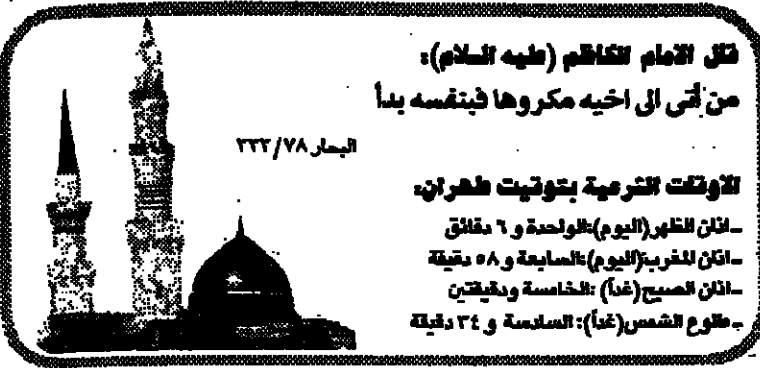 قال الامام الكاظم (عليه السلام):
من أتى الى اخيه مكروها فبنفسه بدأ
البحار ٧٨/٣٣٣
الاوقات الشرعية بتوقيت طهران:
ـ اذان الظهر (اليوم): الواحدة و ٦ دقائق
ـ اذان المغرب (اليوم): السابعة و ٥٨ دقيقة
ـ اذان الصبح (غداً): الخامسة ودقيقتين
ـ طلوع الشمس (غداً): السادسة و ٣٤ دقيقة